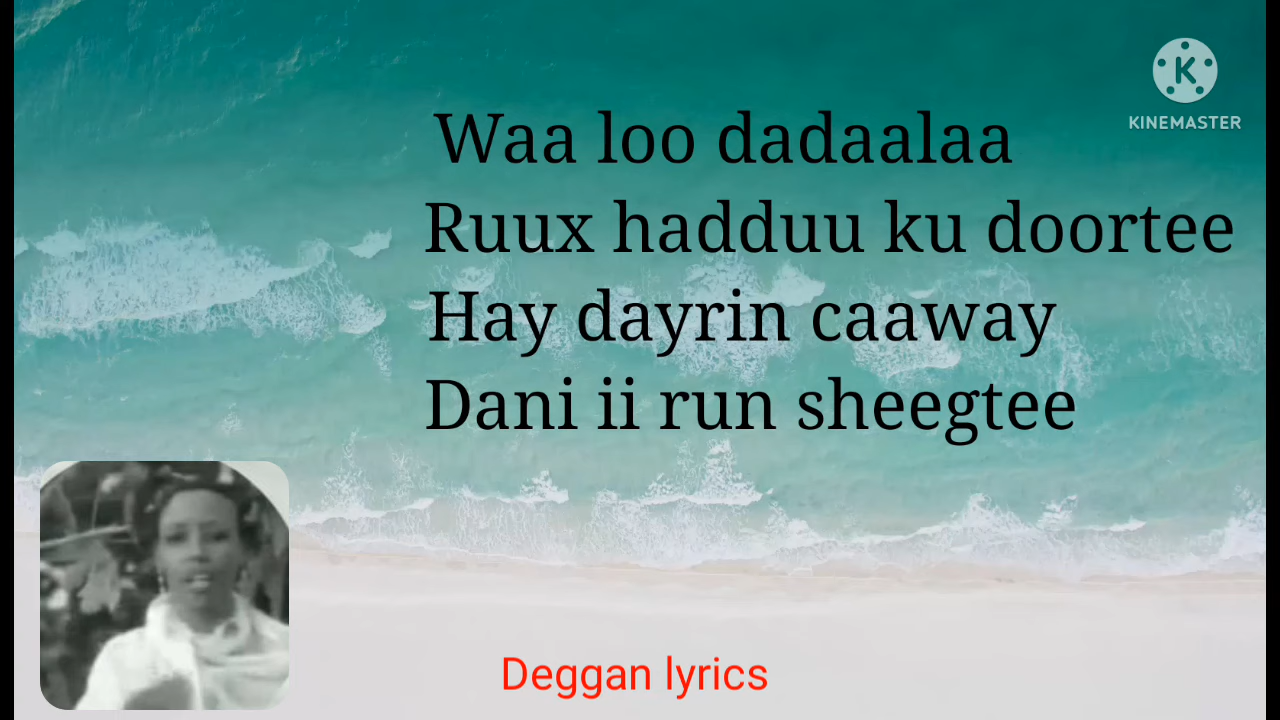 KINEMASTER
Waa loo dadaalaa
Ruux hadduu ku doortee
Hay dayrin caaway
Dani ii run sheegtee
Deggan lyrics